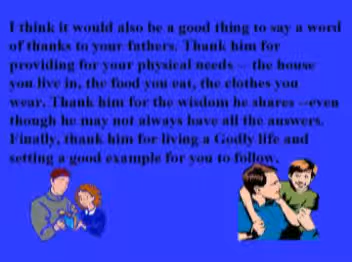 I think it would also be a good thing to say a word
of thanks to your fathers. Thank him for
providing for your physical needs -- the house
you live in, the food you eat, the clothes you
wear. Thank him for the wisdom he shares --even
though he may not always have all the answers.
Finally, thank him for living a Godly life and
setting a good example for you to follow.